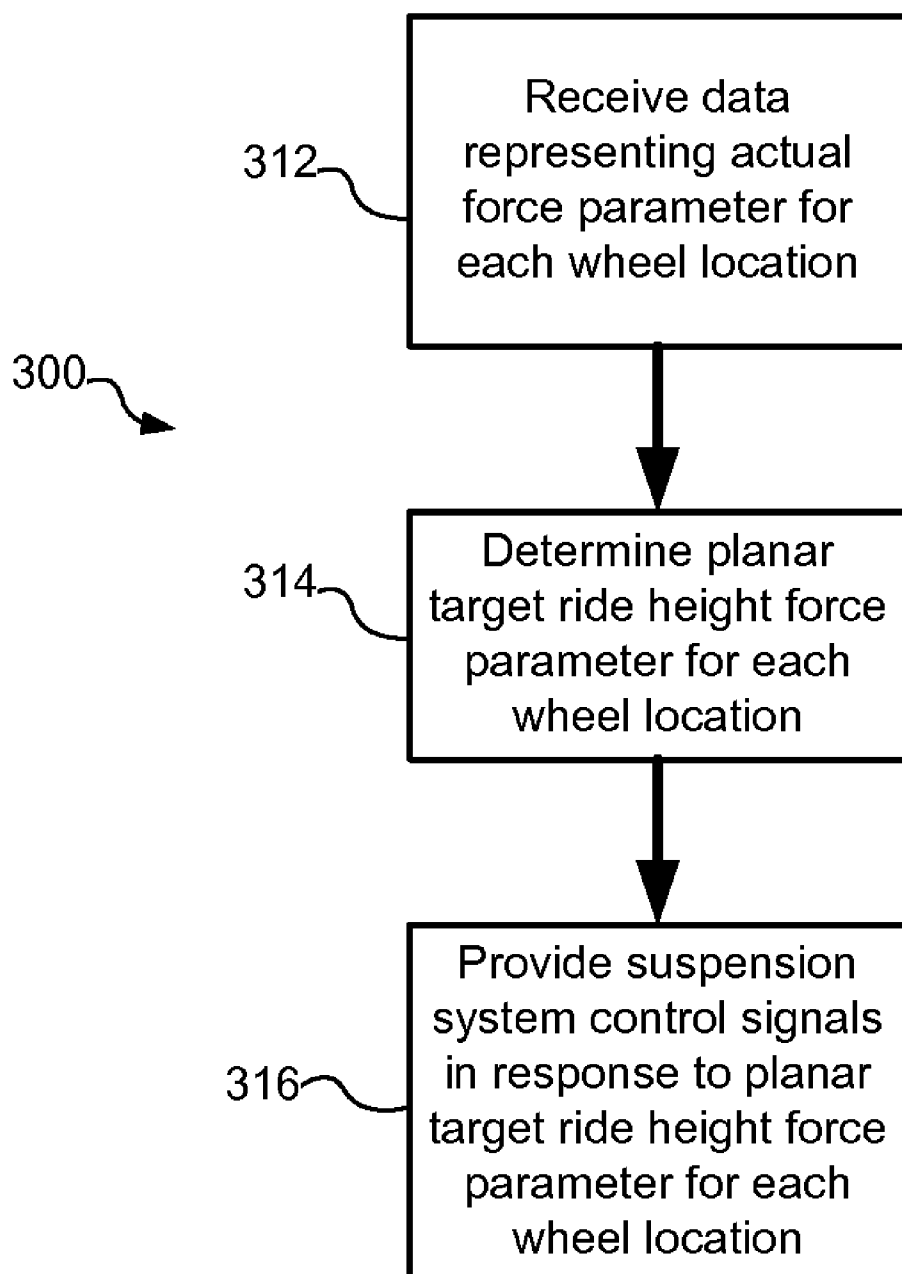 Receive data
representing actual
force parameter for
each wheel location
312
300
Determine planar
target ride height force
parameter for each
wheel location
314
Provide suspension
system control signals
in response to planar
target ride height force
parameter for each
wheel location
316